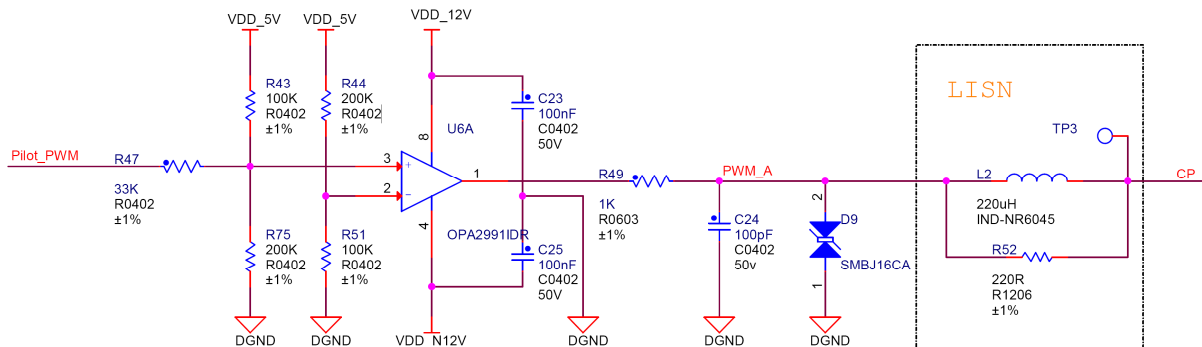 VDD_5V
VDD_5V
VDD_12V
R43
100K
R0402
±1%
R44
200K
R0402
±1%
C23
100nF
C0402
50V
LISN
TP3
U6A
8
Pilot_PWM
R47
33K
R0402
±1%
3
+
2
-
1
4
OPA2991IDR
R49
1K
R0603
±1%
PWM_A
L2
220uH
IND-NR6045
CP
R75
200K
R0402
±1%
R51
100K
R0402
±1%
C25
100nF
C0402
50V
C24
100pF
C0402
50v
2
D9
SMBJ16CA
1
R52
220R
R1206
±1%
DGND
DGND
VDD_N12V
DGND
DGND
DGND